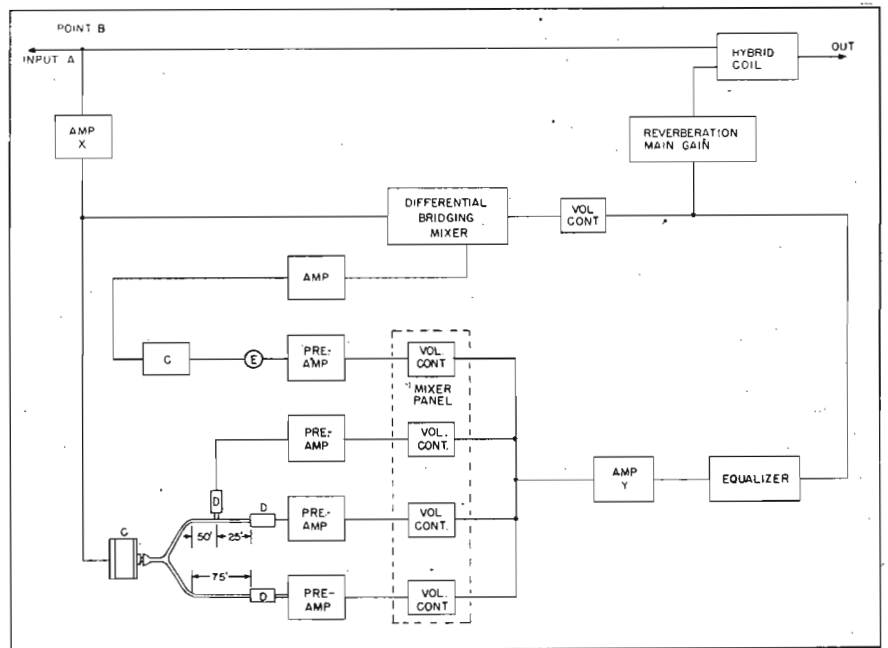 POINT B
INPUT A
HYBRID
COIL
OUT
AMP
X
REVERBERATION
MAIN GAIN
DIFFERENTIAL
BRIDGING
MIXER
VOL
CONT
AMP
C
E
PRE-
AMP
VOL.
CONT
MIXER
PANEL
PRE-
AMP
VOL.
CONT.
D
AMP
Y
EQUALIZER
C
50'
25'
D
PRE-
AMP
VOL
CONT.
75'
D
PRE-
AMP
VOL.
CONT